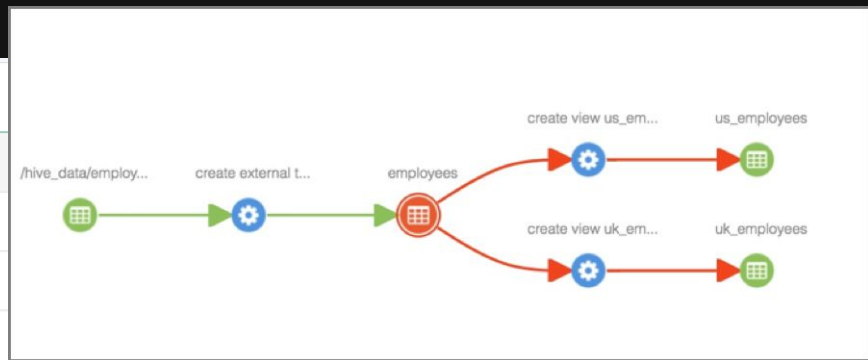 create view us_em...
us_employees
/hive_data/employ...
create external t...
employees
create view uk_em...
uk_employees